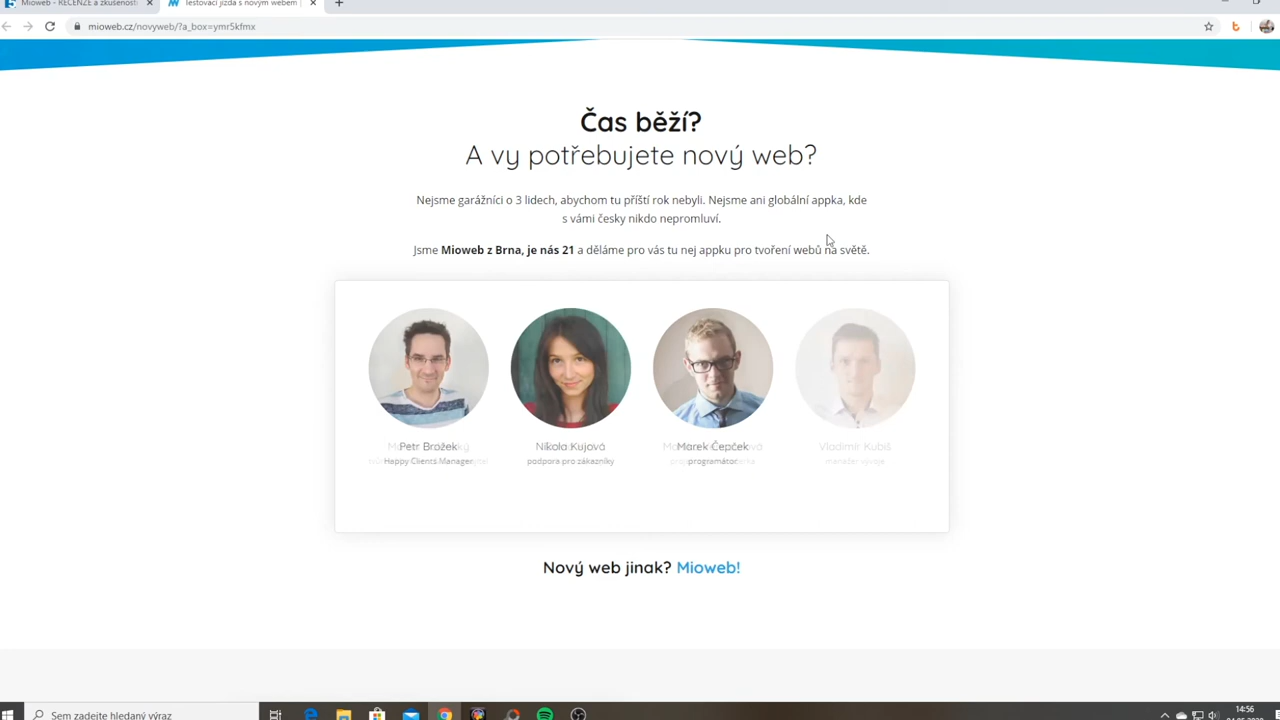 Mioweb - RECENZE a zkušenosti
Testovací jízda s novým webem
mioweb.cz/novyweb/?a_box=ymr5kfmx
Čas běží?
A vy potřebujete nový web?
Nejsme garážníci o 3 lidech, abychom tu příští rok nebyli. Nejsme ani globální appka, kde
s vámi česky nikdo nepromluví.
Jsme Mioweb z Brna, je nás 21 a děláme pro vás tu nej appku pro tvoření webů na světě.
Petr Brožek
Happy Clients Manager
Nikola Kujová
podpora pro zákazníky
Marek Čepček
programátor
Vladimír Kubiš
manažer vývoje
Nový web jinak? Mioweb!
Sem zadejte hledaný výraz
14:56